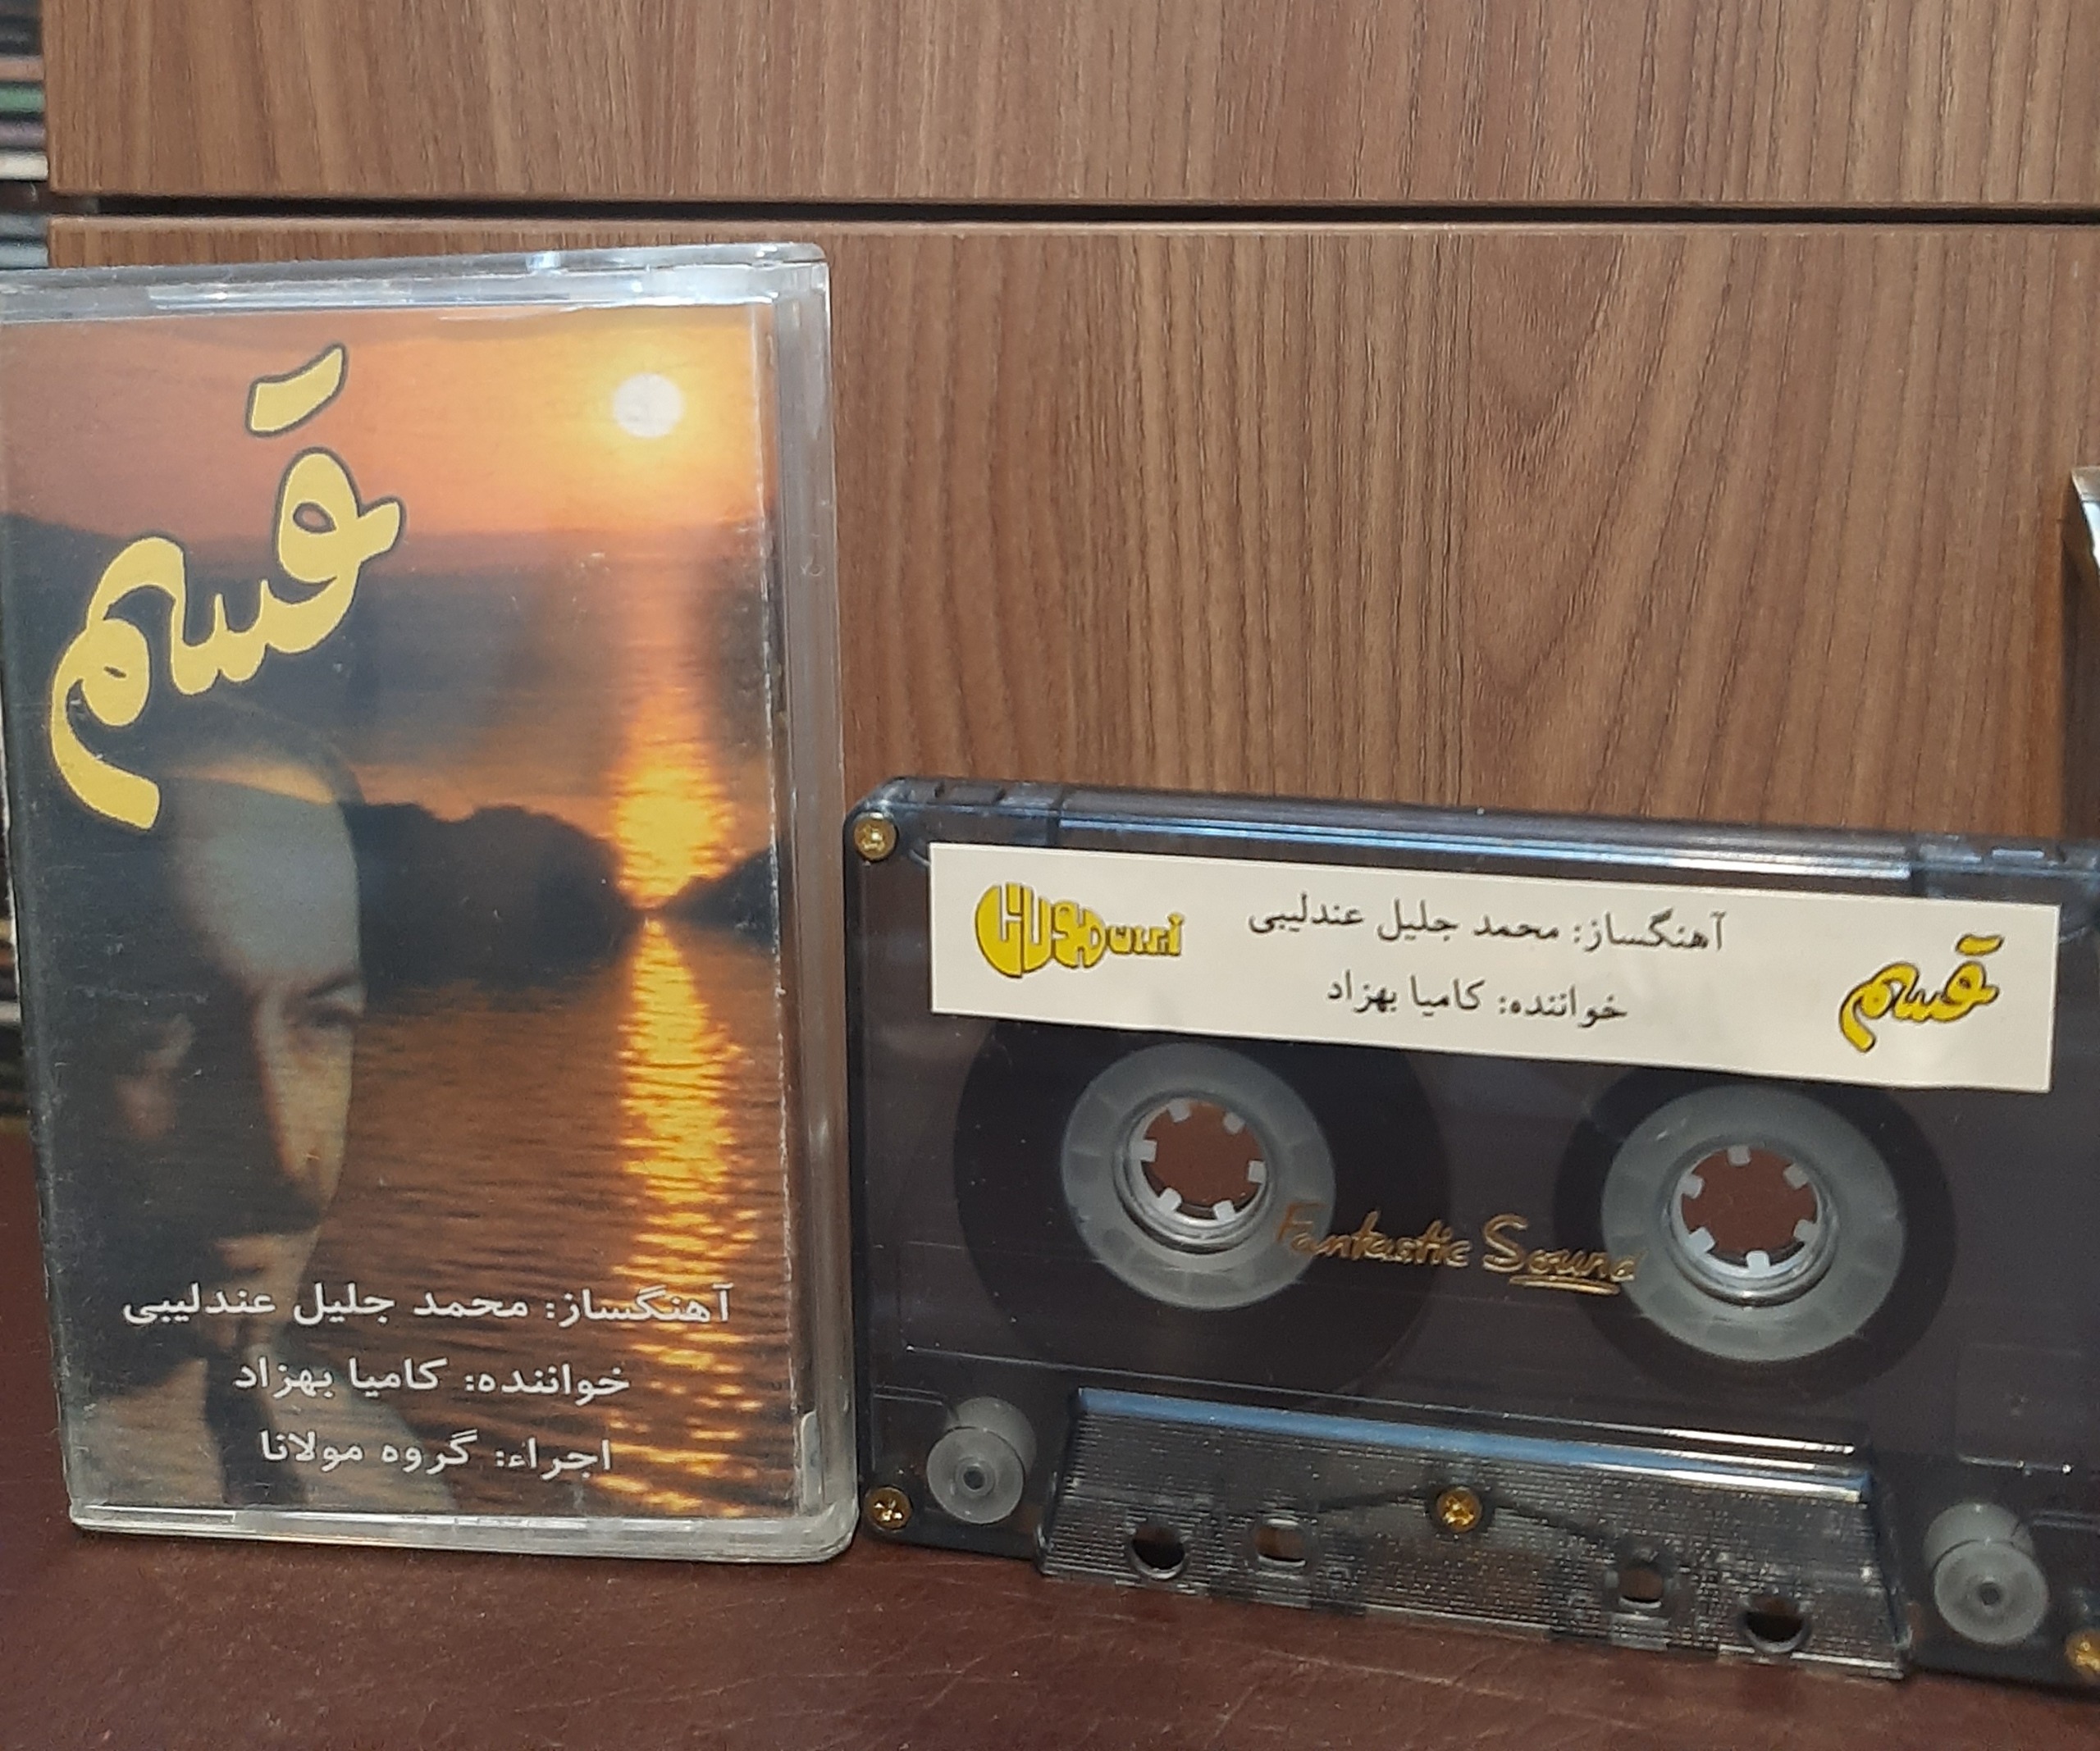 قسم
آهنگساز: محمد جلیل عندلیبی
خواننده: کامیا بهزاد
اجراء: گروه مولانا
قسم
آهنگساز: محمد جلیل عندلیبی
خواننده: کامیا بهزاد
مولانا
Fantastic Sound